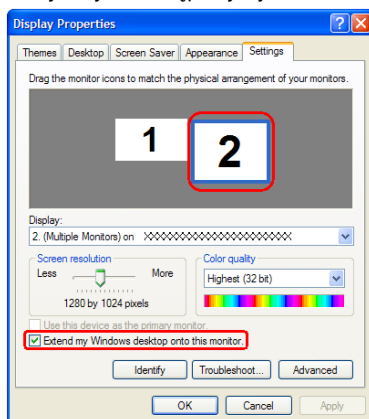 Display Properties
Themes Desktop Screen Saver Appearance Settings
Drag the monitor icons to match the physical arrangement of your monitors.
1 2
Display:
2. (Multiple Monitors) on XXXXXXXXXXXXXXXXXXXXXXX
Screen resolution
Less More
1280 by 1024 pixels
Color quality
Highest (32 bit)
Use this device as the primary monitor.
Extend my Windows desktop onto this monitor.
Identify Troubleshoot... Advanced
OK Cancel Apply